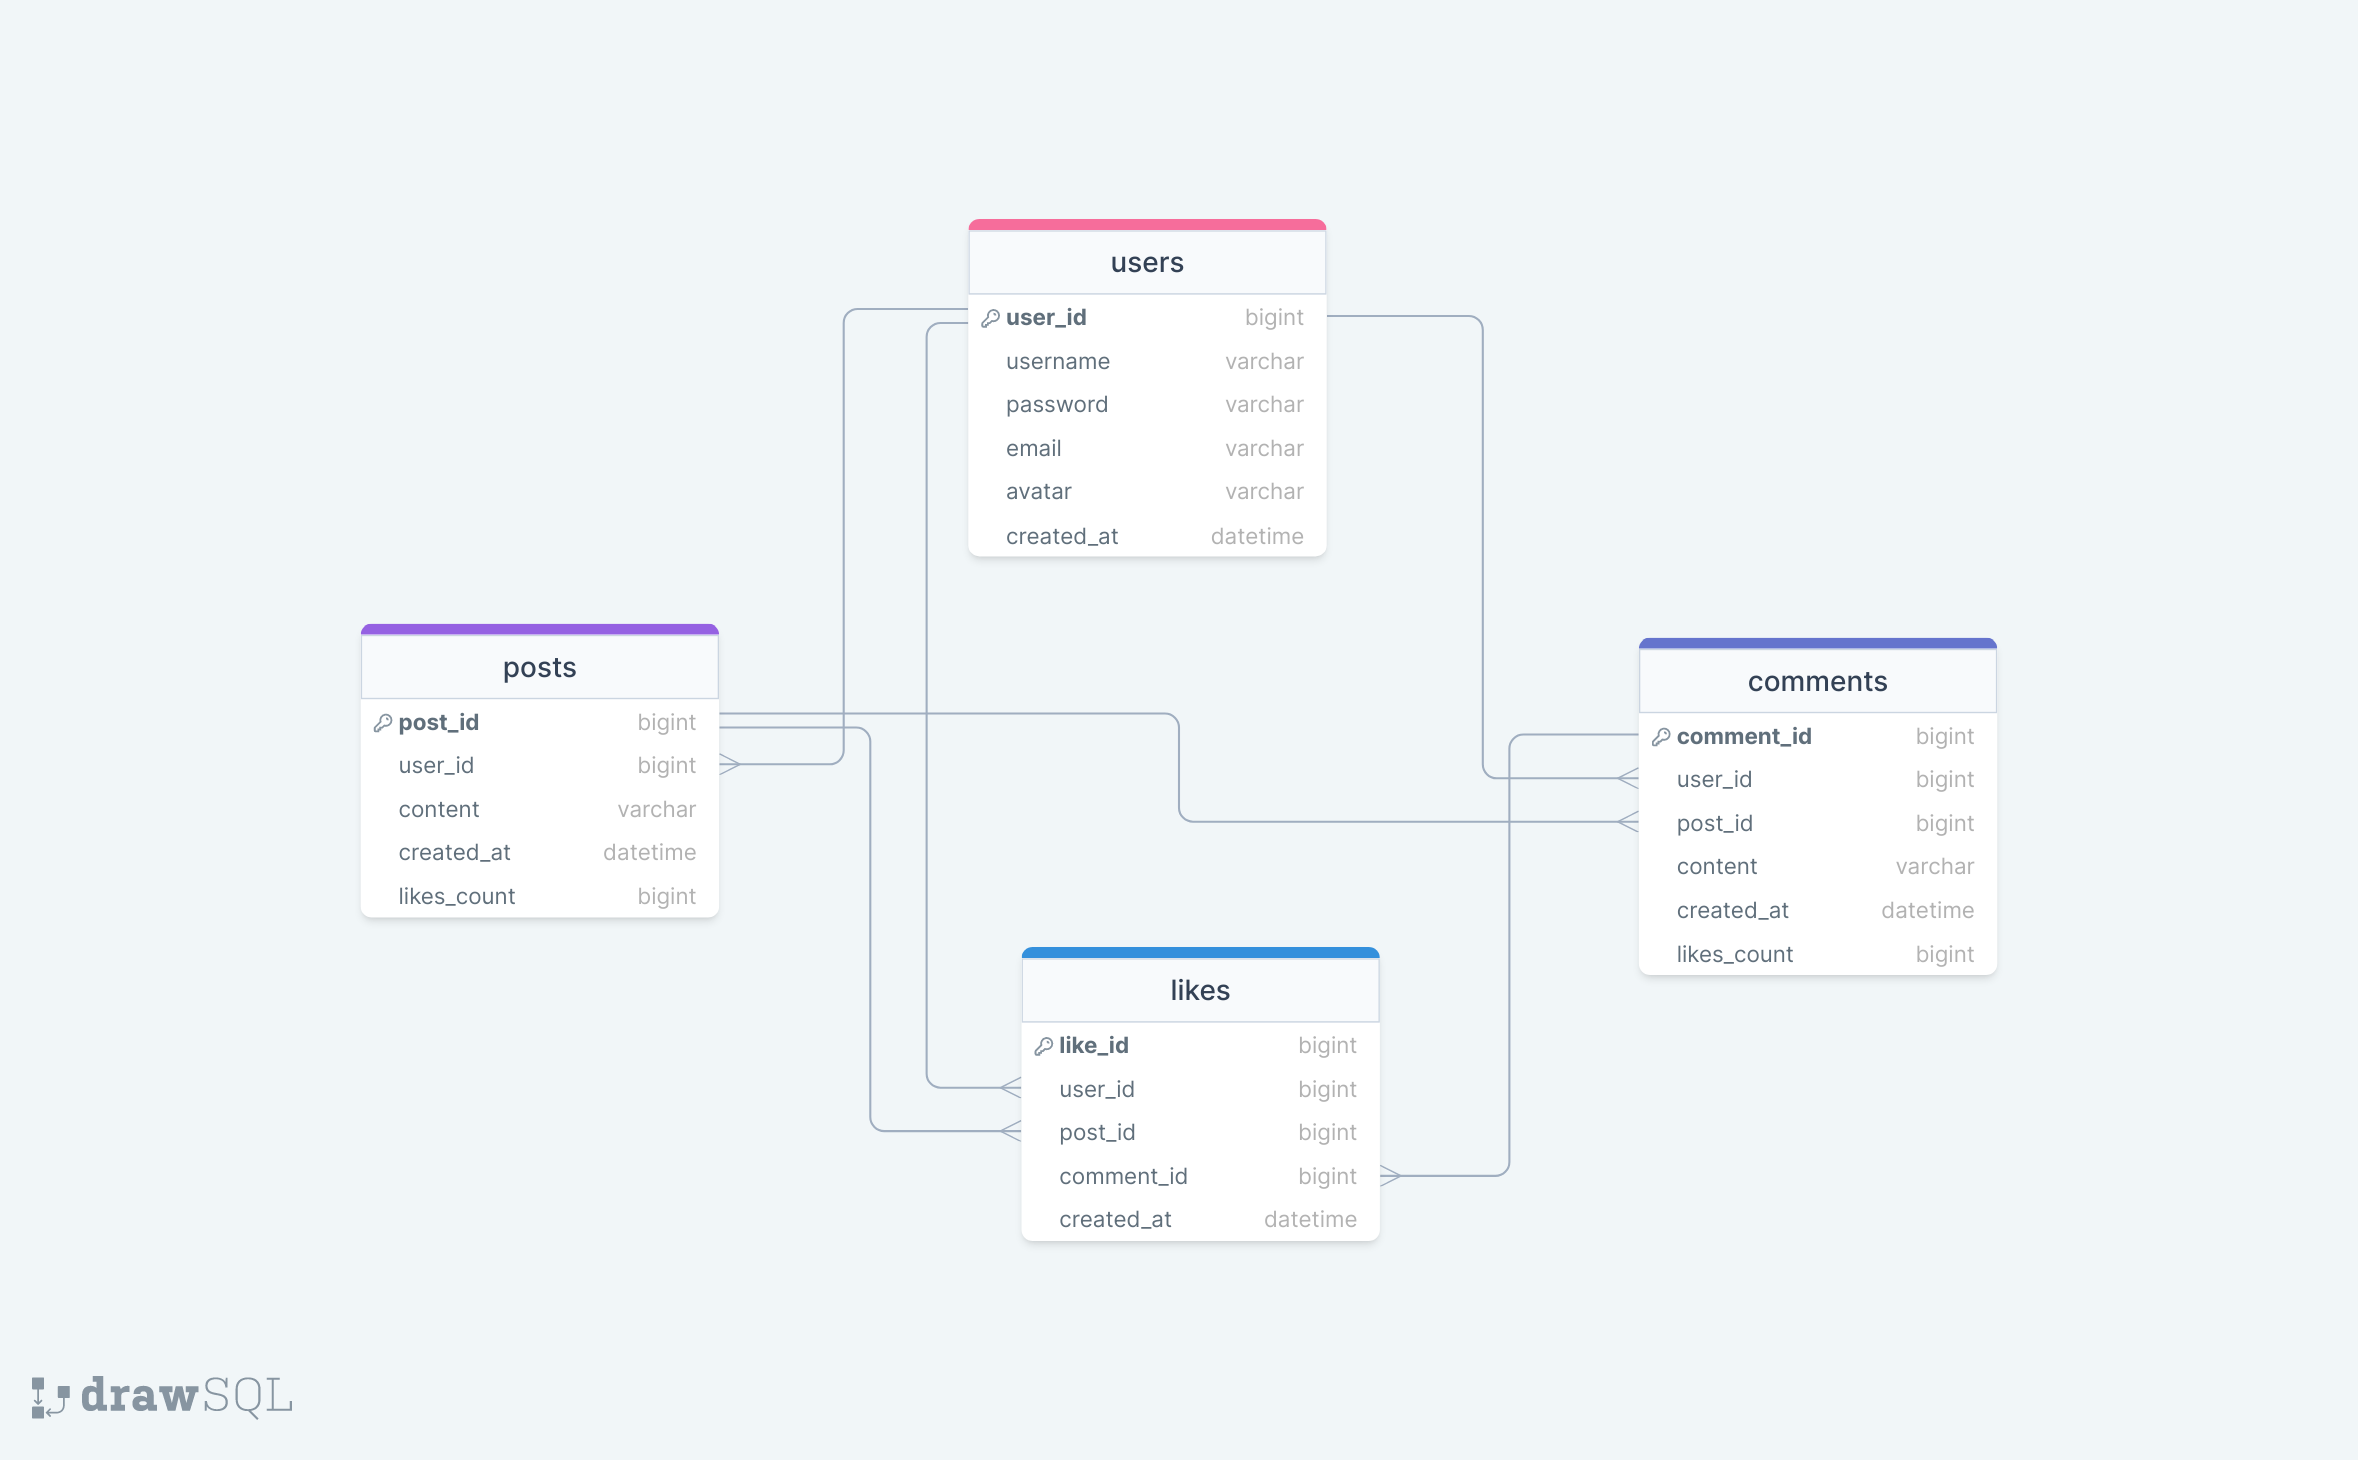 users
user_id bigint
username varchar
password varchar
email varchar
avatar varchar
created_at datetime
posts
post_id bigint
user_id bigint
content varchar
created_at datetime
likes_count bigint
comments
comment_id bigint
user_id bigint
post_id bigint
content varchar
created_at datetime
likes_count bigint
likes
like_id bigint
user_id bigint
post_id bigint
comment_id bigint
created_at datetime
drawSQL